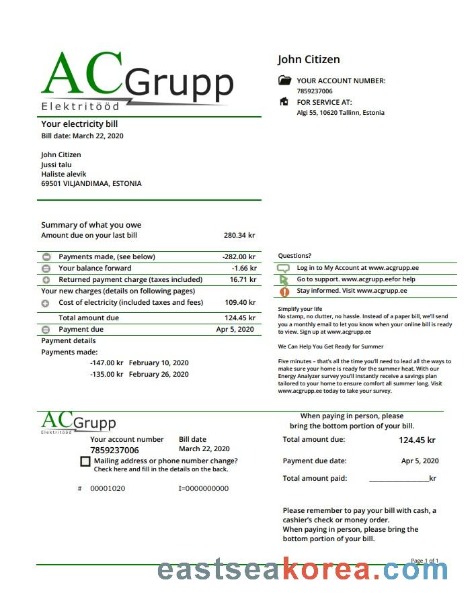 ACGrupp
Elektritööd
John Citizen
YOUR ACCOUNT NUMBER:
7859237006
FOR SERVICE AT:
Algi 55, 10620 Tallinn, Estonia
Your electricity bill
Bill date: March 22, 2020
John Citizen
Jussi talu
Haliste alevik
69501 VILJANDIMAA, ESTONIA
Summary of what you owe
Amount due on your last bill 280.34 kr
Payments made, (see below) -282.00 kr
Your balance forward -1.66 kr
Returned payment charge (taxes included) 16.71 kr
Your new charges (details on following pages)
Cost of electricity (included taxes and fees) 109.40 kr
Total amount due 124.45 kr
Payment due Apr 5, 2020
Payment details
Payments made:
-147.00 kr February 10, 2020
-135.00 kr February 26, 2020
Questions?
Log in to My Account at www.acgrupp.ee
Go to support. www.acgrupp.eefor help
Stay informed. Visit www.acgrupp.ee
Simplify your life
No stamp, no clutter, no hassle. Instead of a paper bill, we'll send
you a monthly email to let you know when your online bill is ready
to view. Sign up at www.acgrupp.ee
We Can Help You Get Ready for Summer
Five minutes – that's all the time you'll need to lead all the ways to
make sure your home is ready for the summer heat. With our
Energy Analyzer survey you'll instantly receive a savings plan
tailored to your home to ensure comfort all summer long. Visit
www.acgrupp.ee today to take your survey.
ACGrupp
Elektritööd
Your account number Bill date
7859237006 March 22, 2020
Mailing address or phone number change?
Check here and fill in the details on the back.
# 00001020 I=0000000000
When paying in person, please
bring the bottom portion of your bill.
Total amount due: 124.45 kr
Payment due date: Apr 5, 2020
Total amount paid: ________________kr
Please remember to pay your bill with cash, a
cashier's check or money order.
When paying in person, please bring the
bottom portion of your bill.
Page 1 of 1
eastseakorea.com